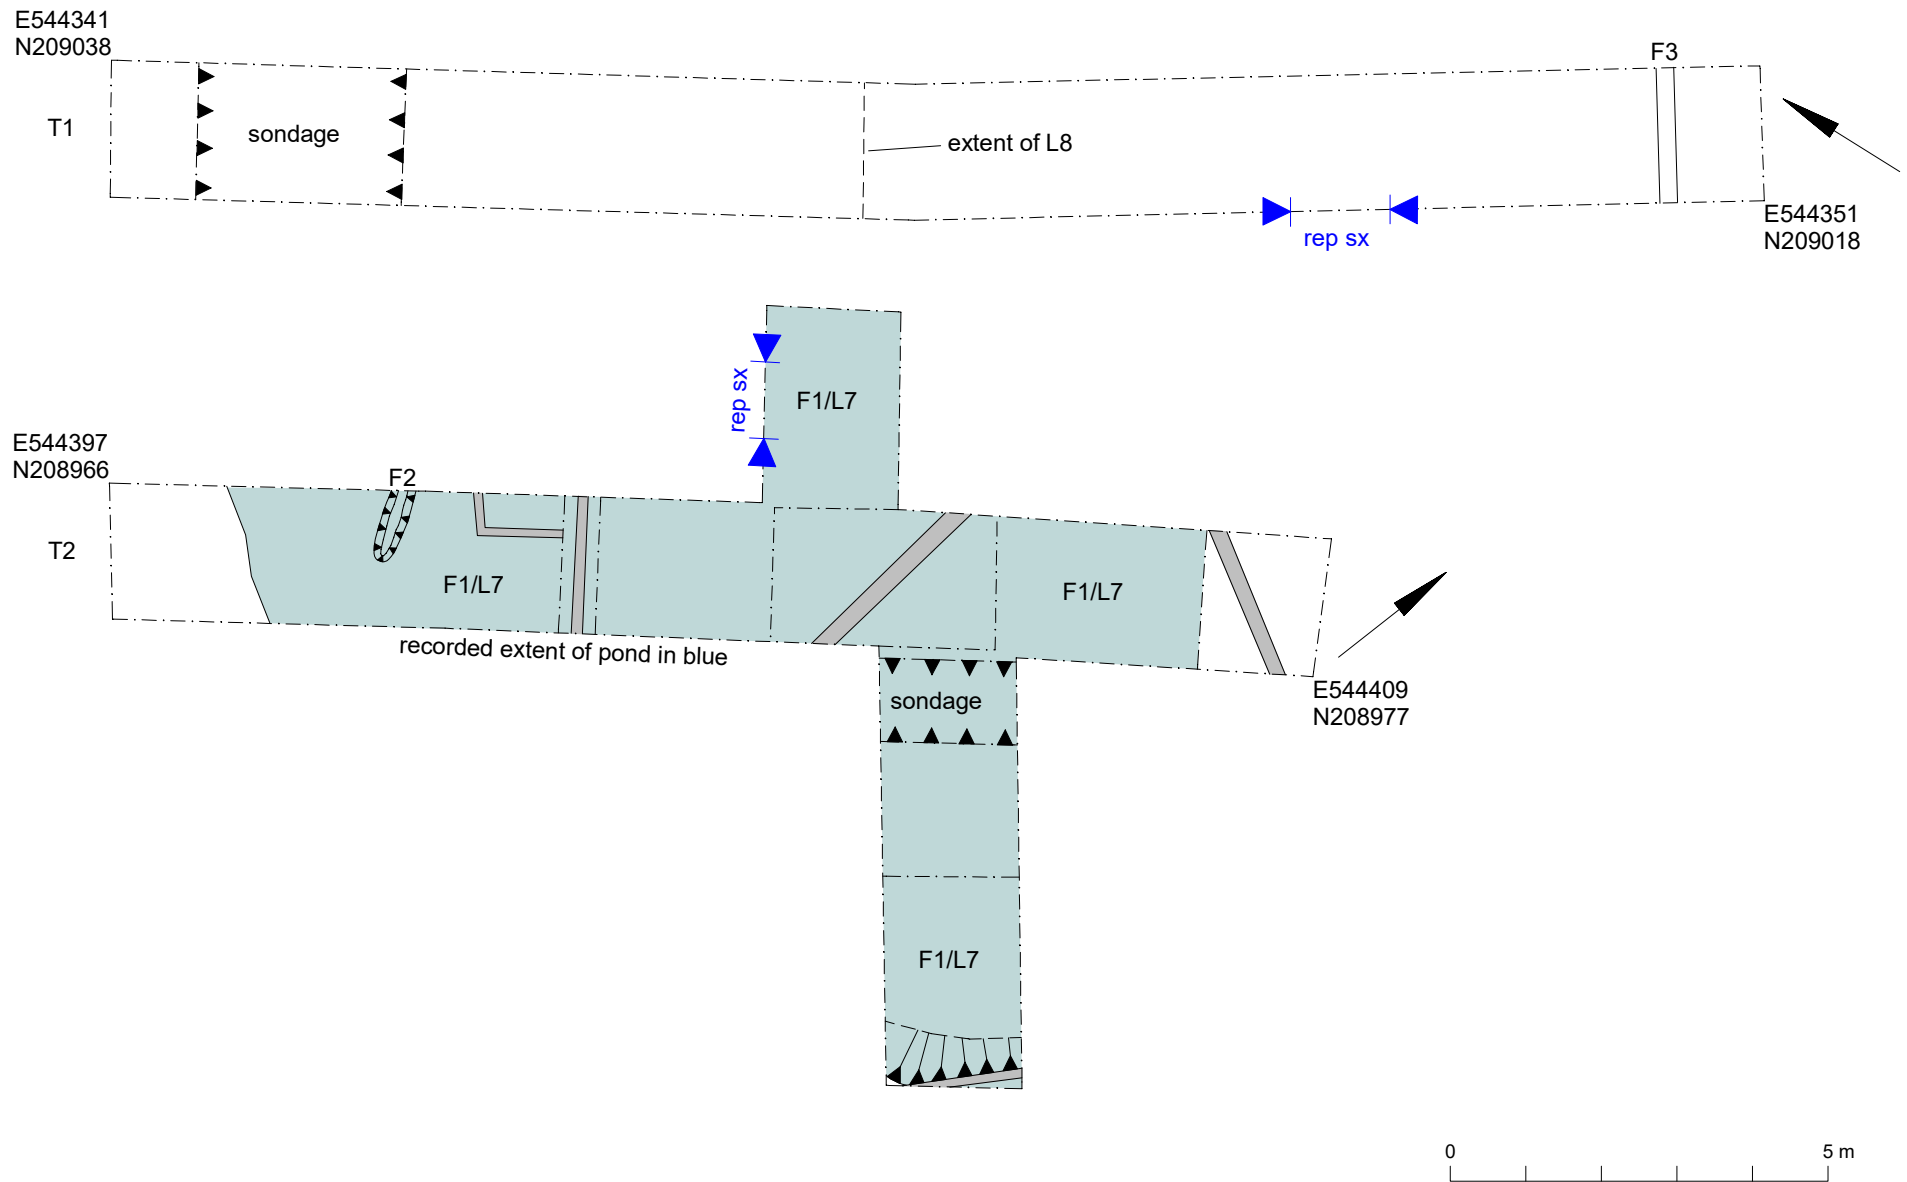 E544341
N209038
F3
T1
sondage
extent of L8
E544351
N209018
rep sx
rep sx
F1/L7
E544397
N208966
F2
T2
F1/L7
F1/L7
recorded extent of pond in blue
sondage
E544409
N208977
F1/L7
0
5 m